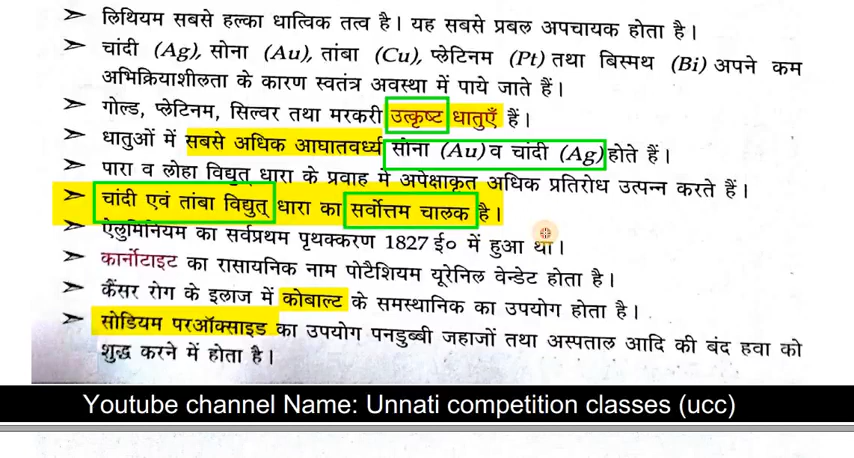 ➢ लिथियम सबसे हल्का धात्विक तत्व है। यह सबसे प्रबल अपचायक होता है।
➢ चांदी (Ag), सोना (Au), तांबा (Cu), प्लेटिनम (Pt) तथा बिस्मथ (Bi) अपने कम
अभिक्रियाशीलता के कारण स्वतंत्र अवस्था में पाये जाते हैं।
➢ गोल्ड, प्लेटिनम, सिल्वर तथा मरकरी उत्कृष्ट धातुएँ हैं।
➢ धातुओं में सबसे अधिक आघातवर्ध्य सोना (Au) व चांदी (Ag) होते हैं।
➢ पारा व लोहा विद्युत् धारा के प्रवाह में अपेक्षाकृत अधिक प्रतिरोध उत्पन्न करते हैं।
➢ चांदी एवं तांबा विद्युत् धारा का सर्वोत्तम चालक है।
➢ ऐलुमिनियम का सर्वप्रथम पृथक्करण 1827 ई० में हुआ था।
➢ कार्नोटाइट का रासायनिक नाम पोटैशियम यूरेनिल वेन्डेट होता है।
➢ कैंसर रोग के इलाज में कोबाल्ट के समस्थानिक का उपयोग होता है।
➢ सोडियम परऑक्साइड का उपयोग पनडुब्बी जहाजों तथा अस्पताल आदि की बंद हवा को
शुद्ध करने में होता है।
Youtube channel Name: Unnati competition classes (ucc)